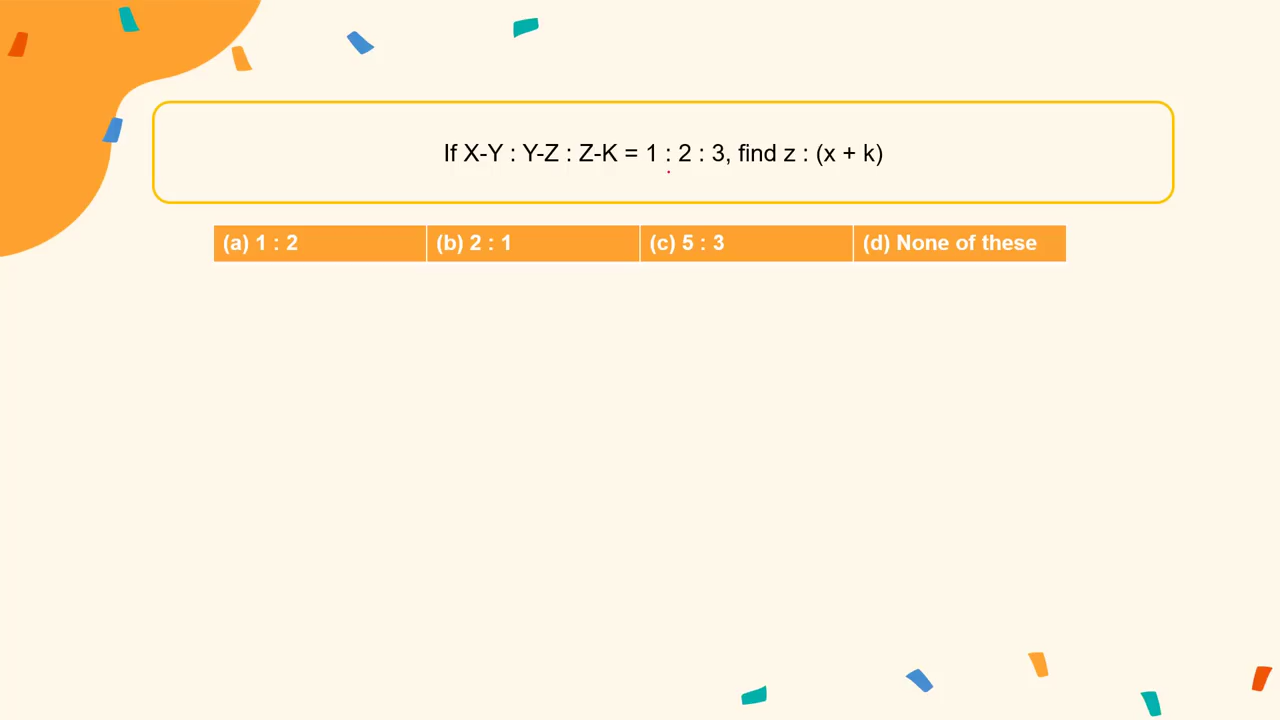 If X-Y : Y-Z : Z-K = 1 : 2 : 3, find z : (x + k)
(a) 1 : 2 (b) 2 : 1 (c) 5 : 3 (d) None of these